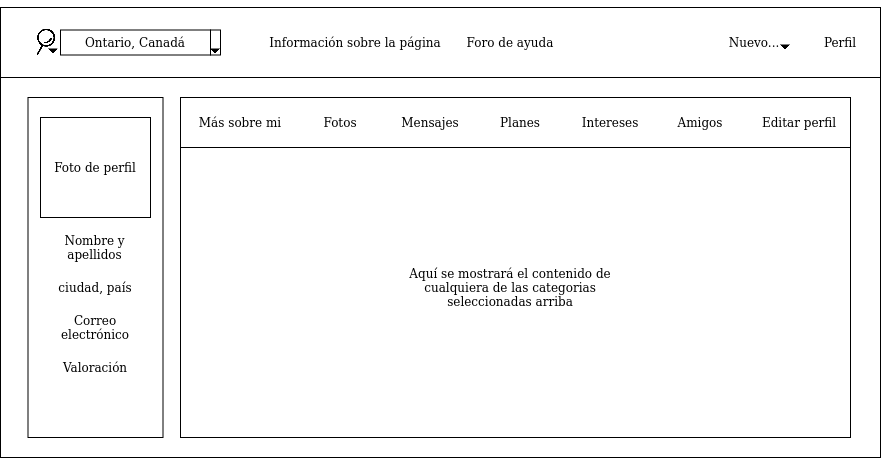 Ontario, Canadá
Información sobre la página
Foro de ayuda
Nuevo...
Perfil
Foto de perfil
Nombre y
apellidos
ciudad, país
Correo
electrónico
Valoración
Más sobre mi
Fotos
Mensajes
Planes
Intereses
Amigos
Editar perfil
Aquí se mostrará el contenido de
cualquiera de las categorias
seleccionadas arriba